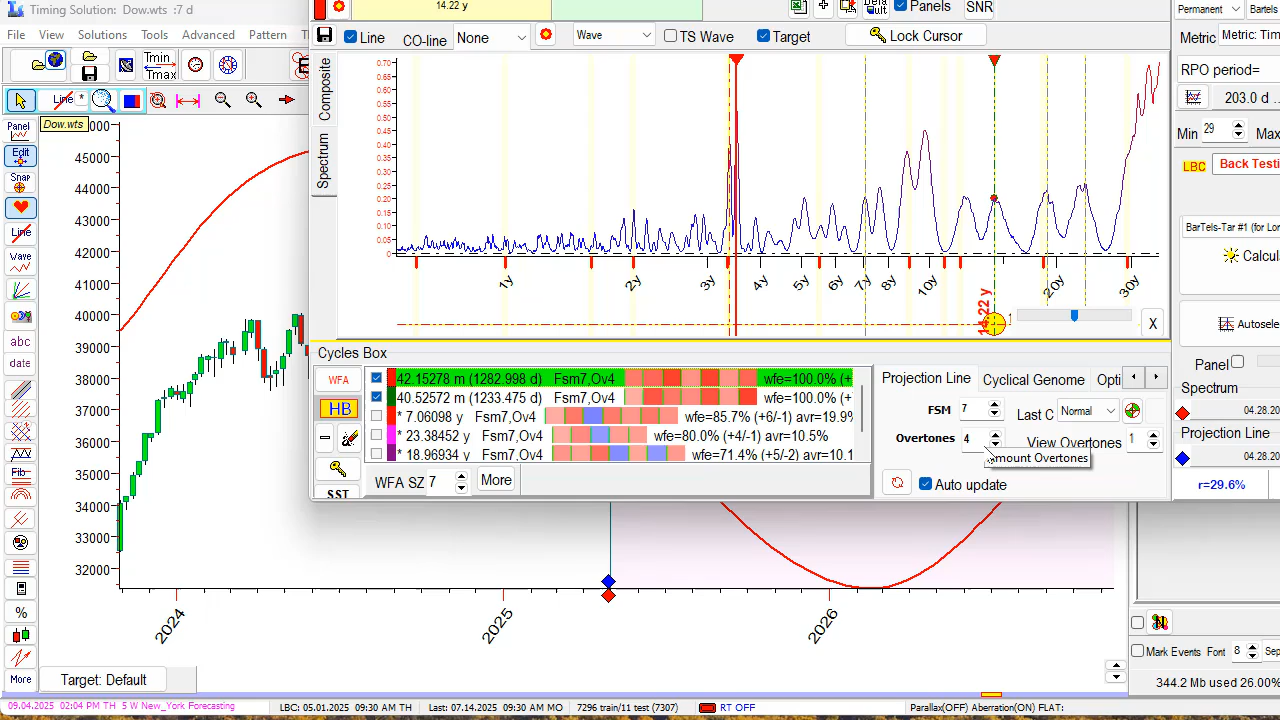 Timing Solution: Dow.wts :7 d
File View Solutions Tools Advanced Pattern
14.22 y
Panels SNR
Permanent Bartels
Line CO-line None Wave TS Wave Target Lock Cursor
Metric Metric: Tim
RPO period=
203.0 d ..
Min 29 Max
LBC Back Testi
Tmin
Tmax
Line *
Dow.wts
Composite
Spectrum
0.70
0.65
0.60
0.55
0.50
0.45
0.40
0.35
0.30
0.25
0.20
0.15
0.10
0.05
1y 2y 3y 4y 5y 6y 7y 8y 10y 20y 30y
14.22 y
X
BarTels-Tar #1 (for Lor
Calcula
Autosele
Panel
Spectrum
04.28.20
Projection Line
04.28.20
r=29.6%
Panel
Edit
Snap
Line
Wave
abc
date
Fib
%
More
45000
44000
43000
42000
41000
40000
39000
38000
37000
36000
35000
34000
33000
32000
2024 2025 2026
Cycles Box
WFA
HB
SST
42.15278 m (1282.998 d) Fsm7,Ov4 wfe=100.0% (+
40.52572 m (1233.475 d) Fsm7,Ov4 wfe=100.0% (+
* 7.06098 y Fsm7,Ov4 wfe=85.7% (+6/-1) avr=19.9%
* 23.38452 y Fsm7,Ov4 wfe=80.0% (+4/-1) avr=10.5%
* 18.96934 y Fsm7,Ov4 wfe=71.4% (+5/-2) avr=10.1
WFA SZ 7 More
Projection Line Cyclical Genome Opti
FSM 7 Last C Normal
Overtones 4 View Overtones 1
Amount Overtones
Auto update
Target: Default
Mark Events Font 8 Sep
344.2 Mb used 26.00%
09.04.2025 02:04 PM TH 5 W New_York Forecasting LBC: 05.01.2025 09:30 AM TH Last: 07.14.2025 09:30 AM MO 7296 train/11 test (7307) RT OFF Parallax(OFF) Aberration(ON) FLAT: